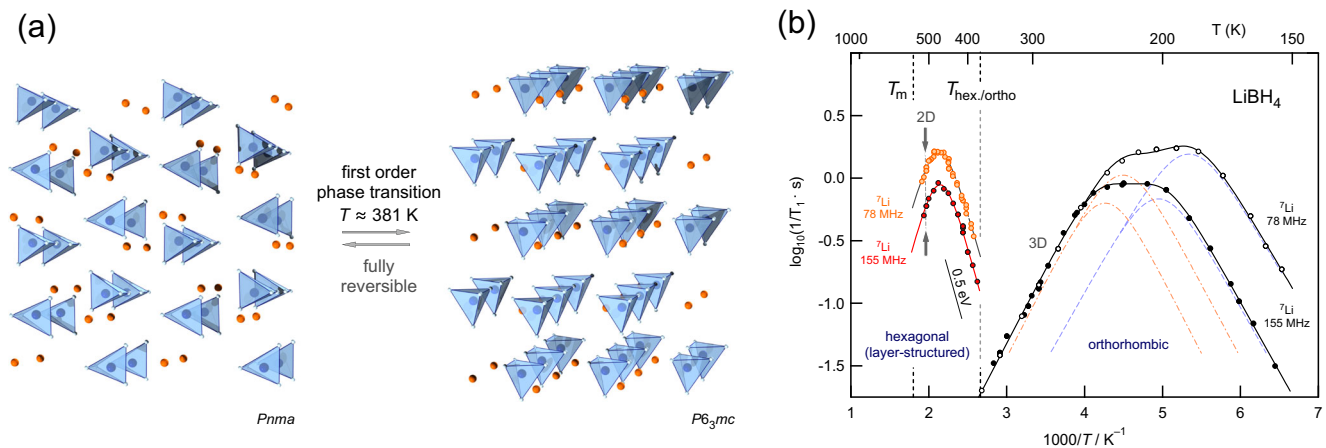 (a)
first order
phase transition
T ≈ 381 K
fully
reversible
Pnma
P6₃mc
(b)
T (K)
1000 500 400 300 200 150
Tm
Thex./ortho
LiBH₄
2D
⁷Li
78 MHz
⁷Li
155 MHz
3D
0.5 eV
⁷Li
78 MHz
⁷Li
155 MHz
hexagonal
(layer-structured)
orthorhombic
log₁₀(1/T₁ · s)
0.5
0.0
-0.5
-1.0
-1.5
1 2 3 4 5 6 7
1000/T / K⁻¹